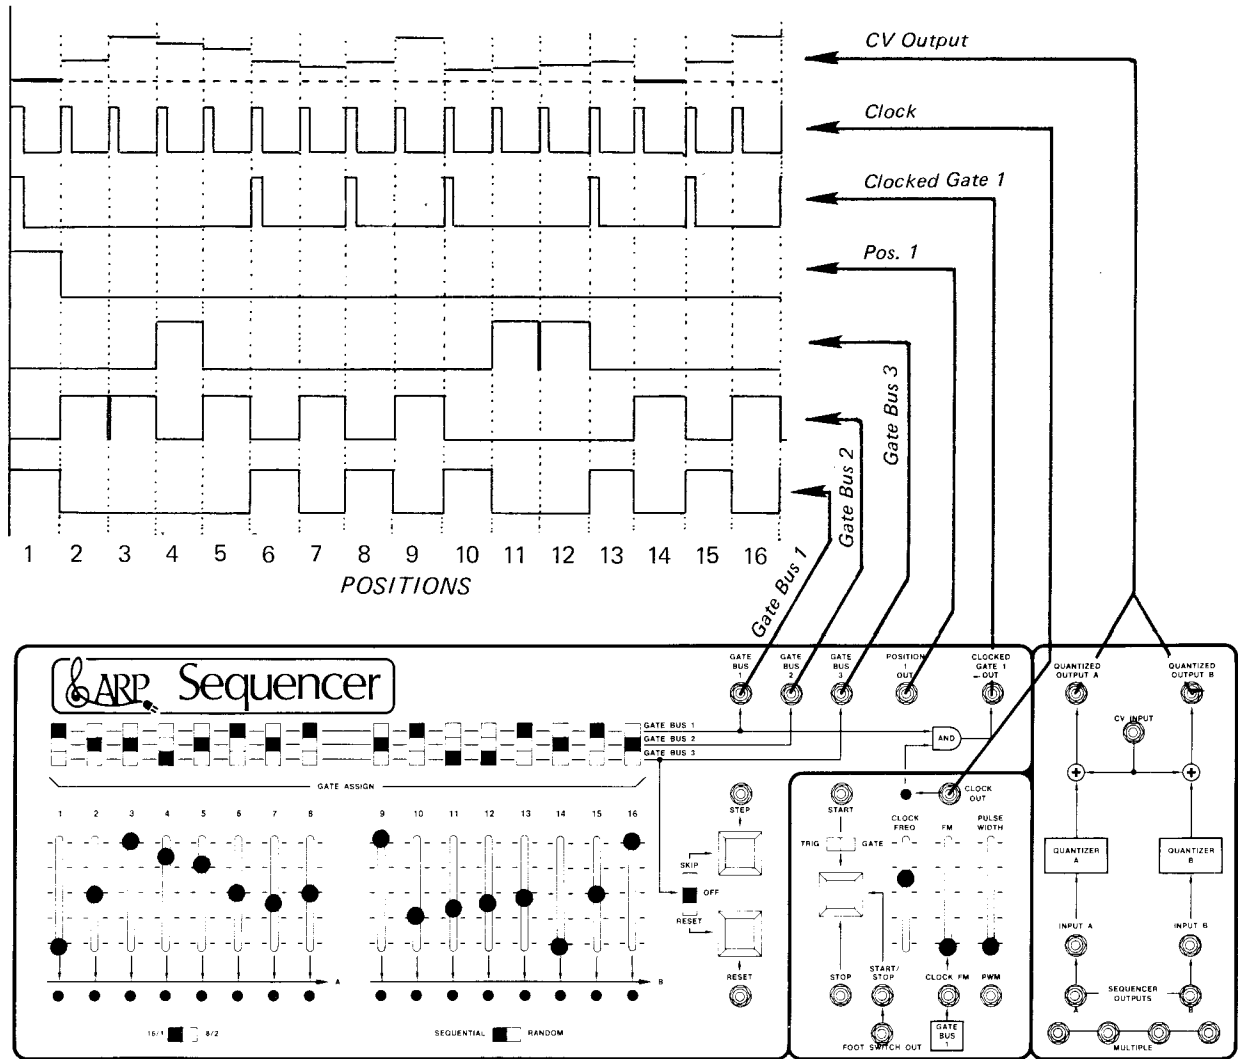 CV Output
Clock
Clocked Gate 1
Pos. 1
Gate Bus 3
Gate Bus 2
Gate Bus 1
1 2 3 4 5 6 7 8 9 10 11 12 13 14 15 16
POSITIONS
ARP Sequencer
GATE BUS 1
GATE BUS 2
GATE BUS 3
POSITION 1 OUT
CLOCKED GATE 1 OUT
QUANTIZED OUTPUT A
QUANTIZED OUTPUT B
CV INPUT
GATE BUS 1
GATE BUS 2
GATE BUS 3
AND
GATE ASSIGN
1 2 3 4 5 6 7 8 9 10 11 12 13 14 15 16
STEP
START
CLOCK OUT
CLOCK FREQ
FM
PULSE WIDTH
TRIG
GATE
SKIP
OFF
RESET
QUANTIZER A
QUANTIZER B
INPUT A
INPUT B
RESET
STOP
START/STOP
CLOCK FM
PWM
A
B
SEQUENCER OUTPUTS
A
B
16/1
8/2
SEQUENTIAL
RANDOM
FOOT SWITCH OUT
GATE BUS 1
MULTIPLE